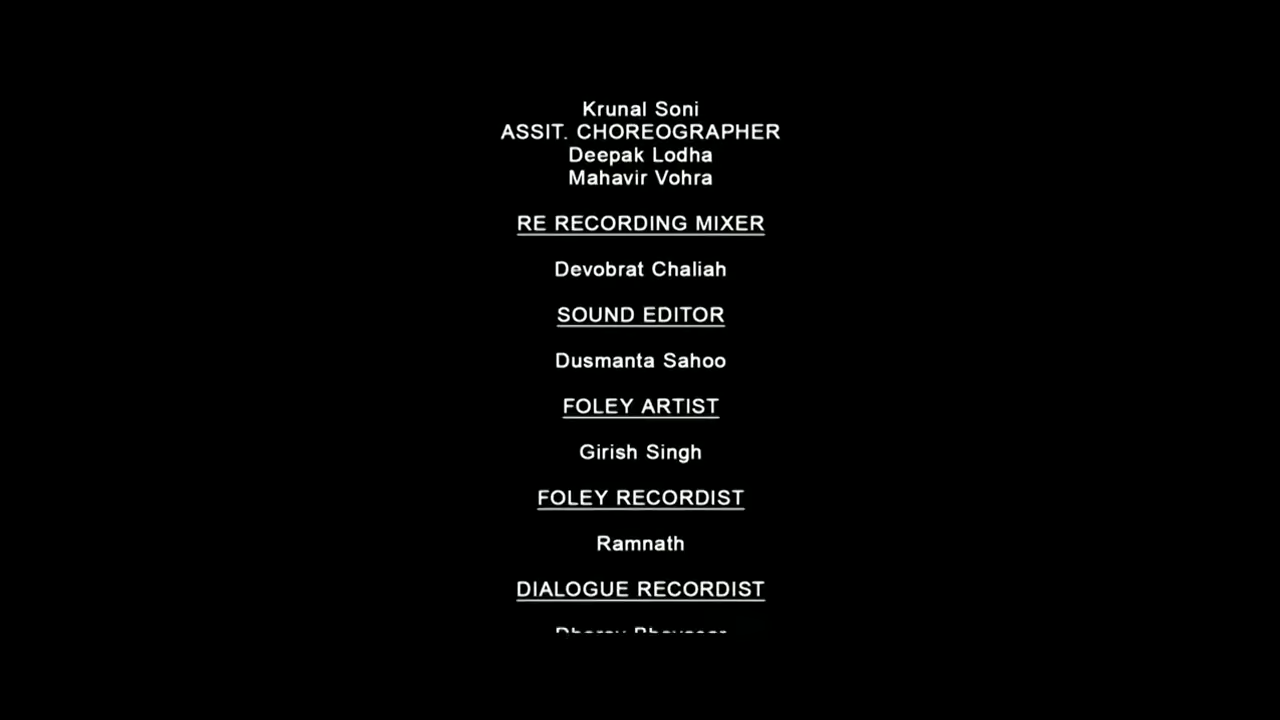 Krunal Soni
ASSIT. CHOREOGRAPHER
Deepak Lodha
Mahavir Vohra
RE RECORDING MIXER
Devobrat Chaliah
SOUND EDITOR
Dusmanta Sahoo
FOLEY ARTIST
Girish Singh
FOLEY RECORDIST
Ramnath
DIALOGUE RECORDIST